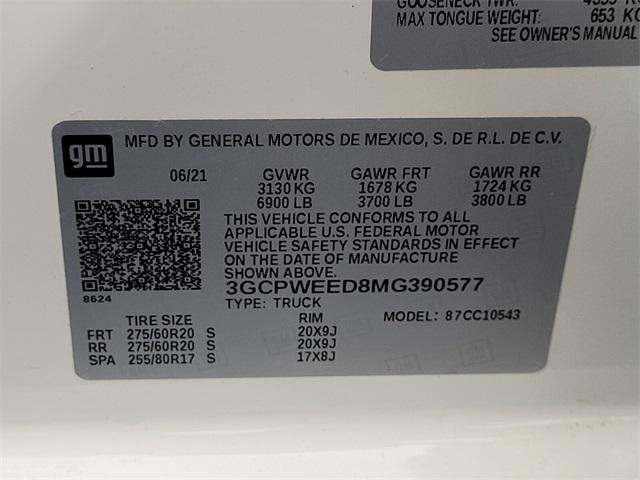 MAX TONGUE WEIGHT: 653 KG
SEE OWNER'S MANUAL
gm MFD BY GENERAL MOTORS DE MEXICO, S. DE R.L. DE C.V.
06/21 GVWR GAWR FRT GAWR RR
3130 KG 1678 KG 1724 KG
6900 LB 3700 LB 3800 LB
THIS VEHICLE CONFORMS TO ALL
APPLICABLE U.S. FEDERAL MOTOR
VEHICLE SAFETY STANDARDS IN EFFECT
ON THE DATE OF MANUFACTURE
SHOWN ABOVE.
8624 3GCPWEED8MG390577
TYPE: TRUCK
TIRE SIZE RIM MODEL: 87CC10543
FRT 275/60R20 S 20X9J
RR 275/60R20 S 20X9J
SPA 255/80R17 S 17X8J